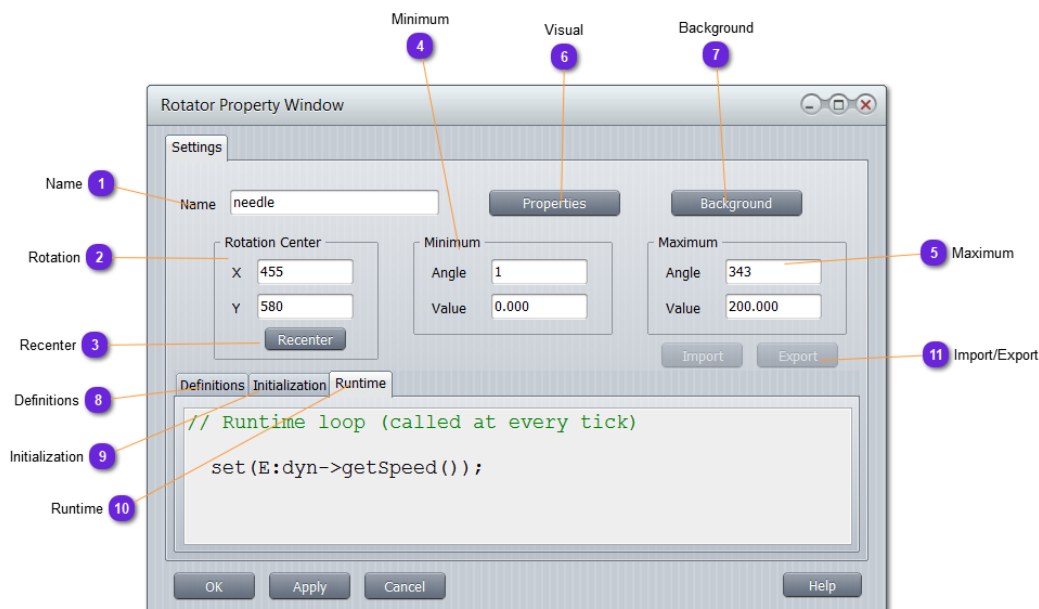 Minimum
4
Visual
6
Background
7
Rotator Property Window
Settings
Name 1
Name needle
Properties
Background
Rotation 2
Rotation Center
X 455
Y 580
Recenter
Minimum
Angle 1
Value 0.000
Maximum
Angle 343
Value 200.000
5 Maximum
Recenter 3
Import
Export
11 Import/Export
Definitions 8
Definitions Initialization Runtime
// Runtime loop (called at every tick)
set(E:dyn->getSpeed());
Initialization 9
Runtime 10
OK
Apply
Cancel
Help